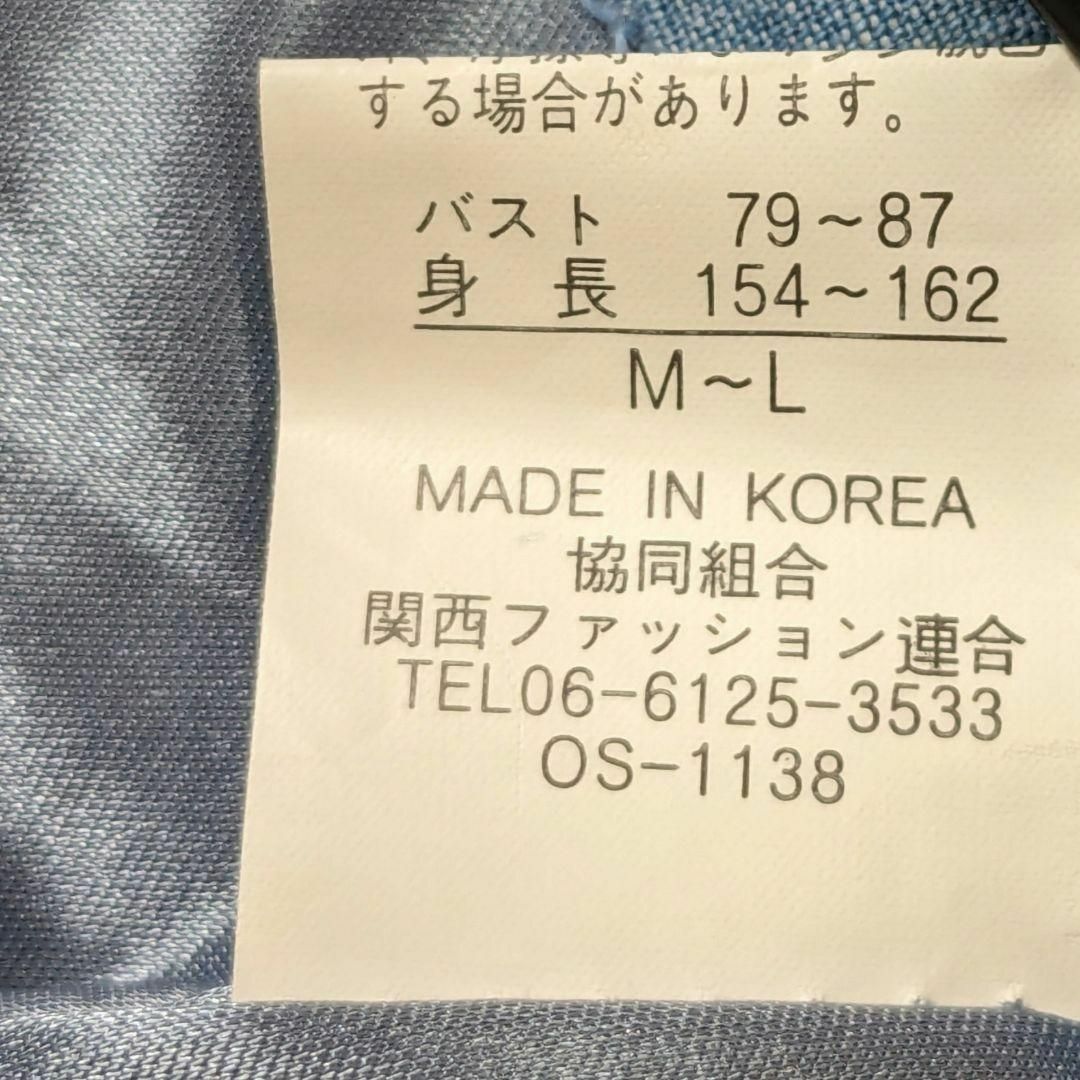 する場合があります。
バスト 79～87
身 長 154～162
M～L
MADE IN KOREA
協同組合
関西ファッション連合
TEL06-6125-3533
OS-1138